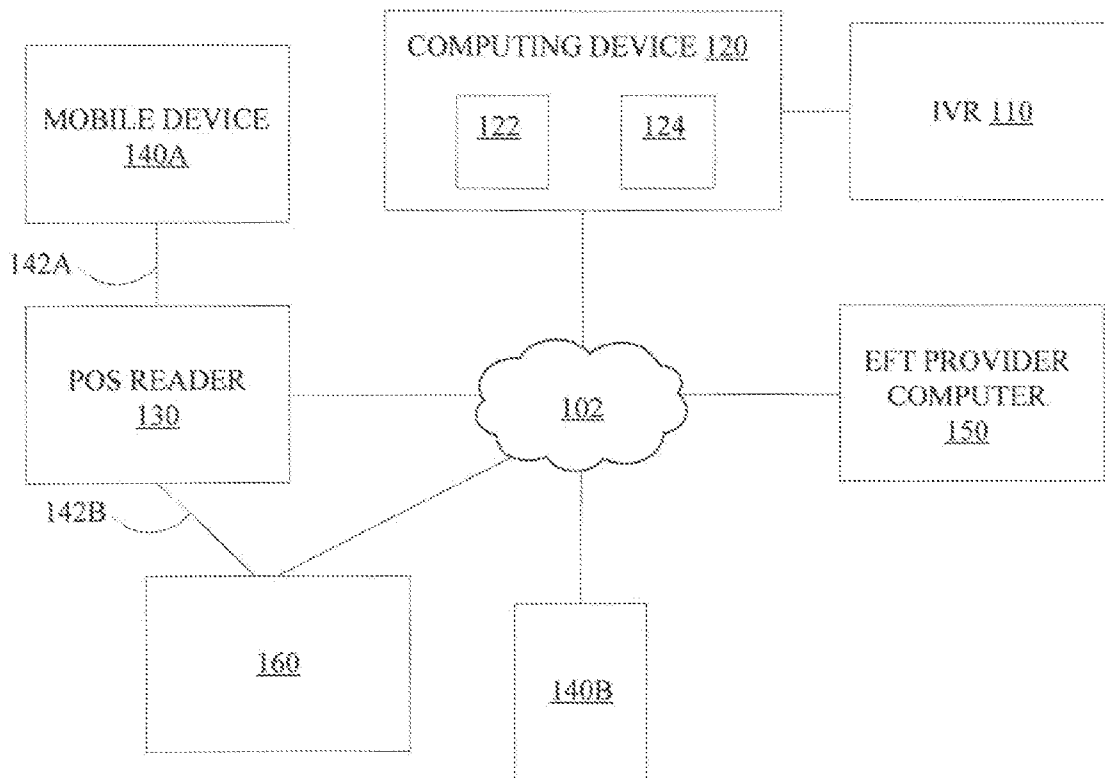 COMPUTING DEVICE 120
122
124
IVR 110
MOBILE DEVICE
140A
142A
POS READER
130
102
EFT PROVIDER
COMPUTER
150
142B
160
140B